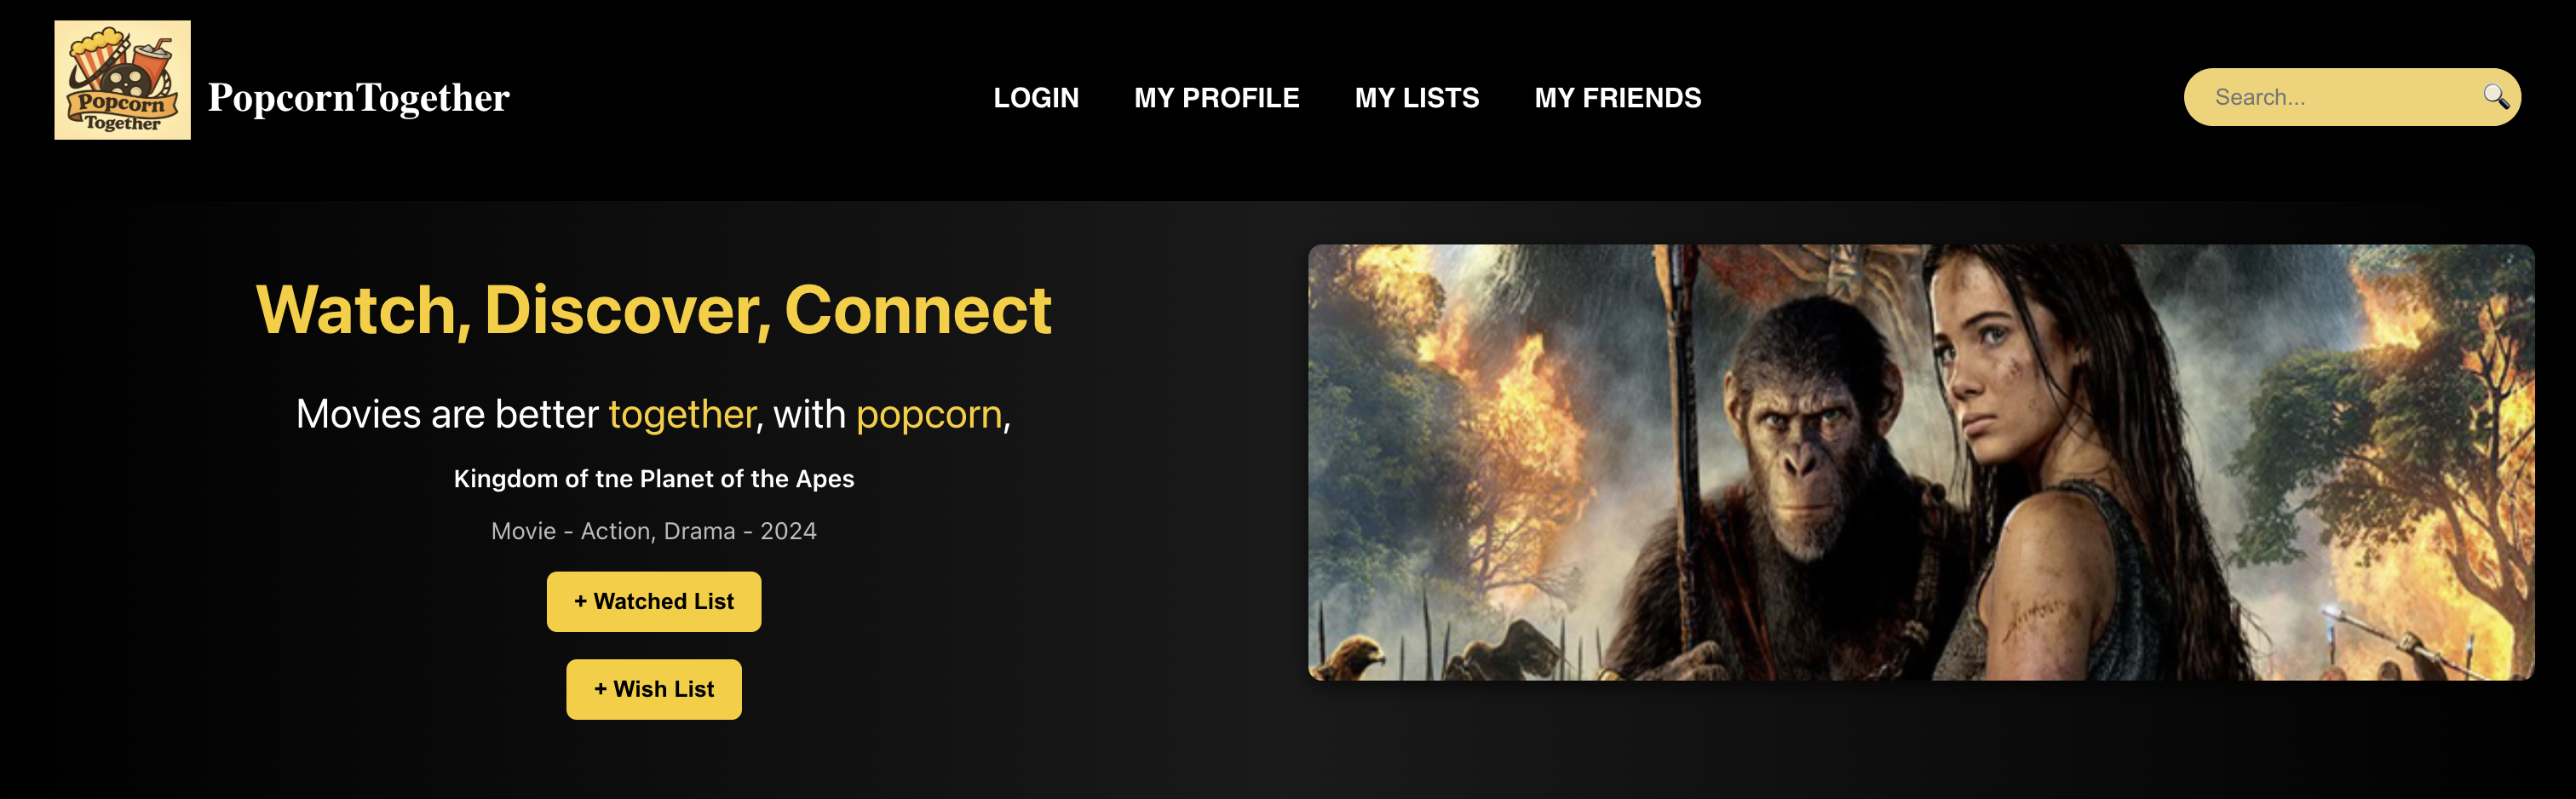 Popcorn
Together
PopcornTogether
LOGIN MY PROFILE MY LISTS MY FRIENDS
Search...
Watch, Discover, Connect
Movies are better together, with popcorn,
Kingdom of tne Planet of the Apes
Movie - Action, Drama - 2024
+ Watched List
+ Wish List